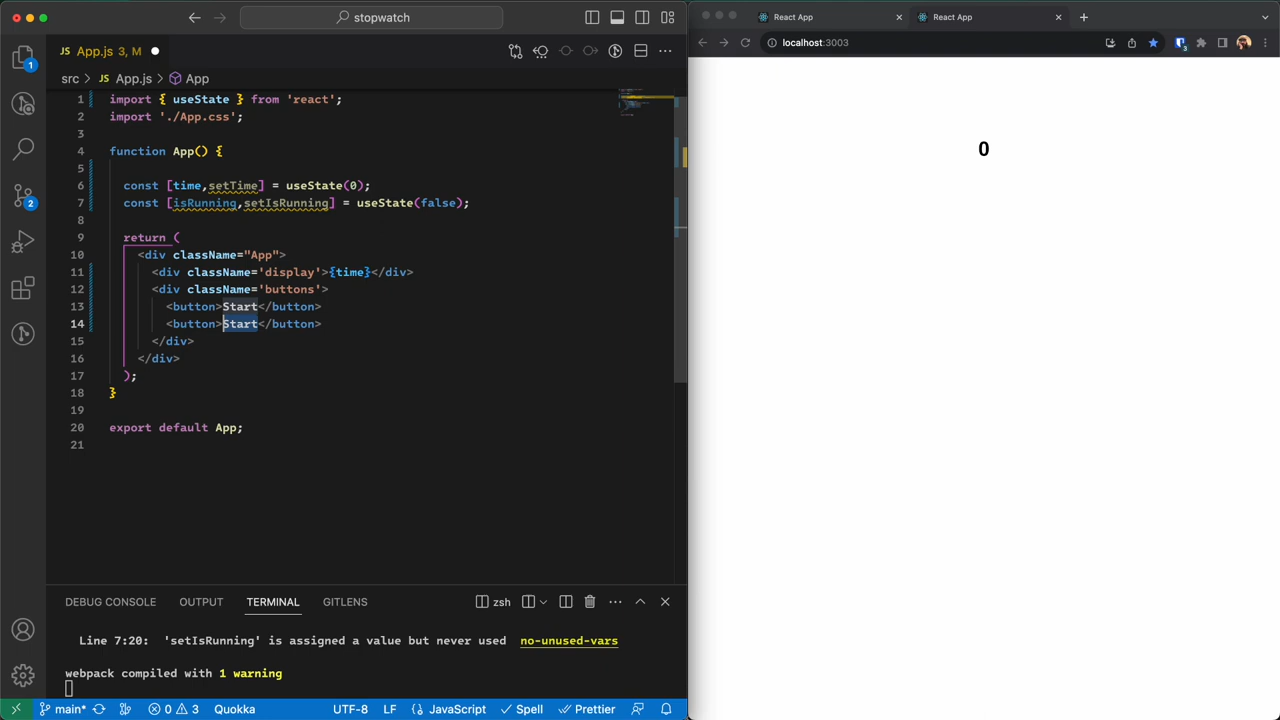 stopwatch
App.js 3, M
src > App.js > App
1 import { useState } from 'react';
2 import './App.css';
3
4 function App() {
5
6 const [time,setTime] = useState(0);
7 const [isRunning,setIsRunning] = useState(false);
8
9 return (
10 <div className="App">
11 <div className='display'>{time}</div>
12 <div className='buttons'>
13 <button>Start</button>
14 <button>Start</button>
15 </div>
16 </div>
17 );
18 }
19
20 export default App;
21
1
2
DEBUG CONSOLE OUTPUT TERMINAL GITLENS
zsh
Line 7:20: 'setIsRunning' is assigned a value but never used no-unused-vars
webpack compiled with 1 warning
main* 0 3 Quokka UTF-8 LF {} JavaScript Spell Prettier
React App React App
localhost:3003
3
0